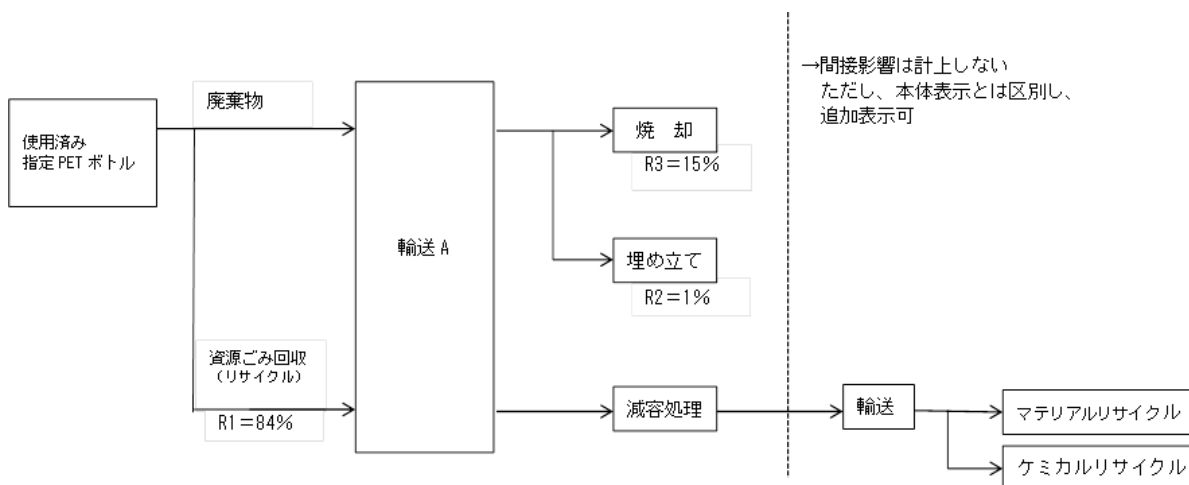 使用済み
指定PETボトル
廃棄物
資源ごみ回収
(リサイクル)
R1=84%
輸送A
焼 却
R3=15%
埋め立て
R2=1%
減容処理
→間接影響は計上しない
ただし、本体表示とは区別し、
追加表示可
輸送
マテリアルリサイクル
ケミカルリサイクル